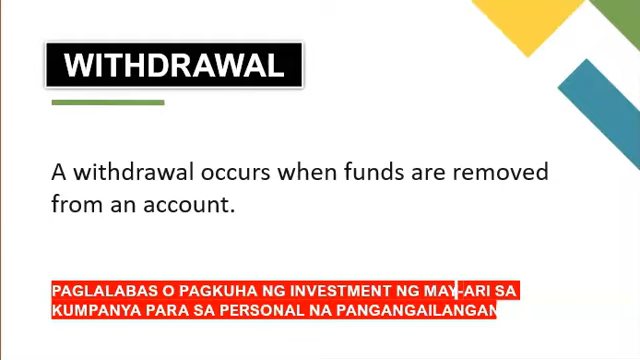 WITHDRAWAL
A withdrawal occurs when funds are removed
from an account.
PAGLALABAS O PAGKUHA NG INVESTMENT NG MAY-ARI SA
KUMPANYA PARA SA PERSONAL NA PANGANGAILANGAN